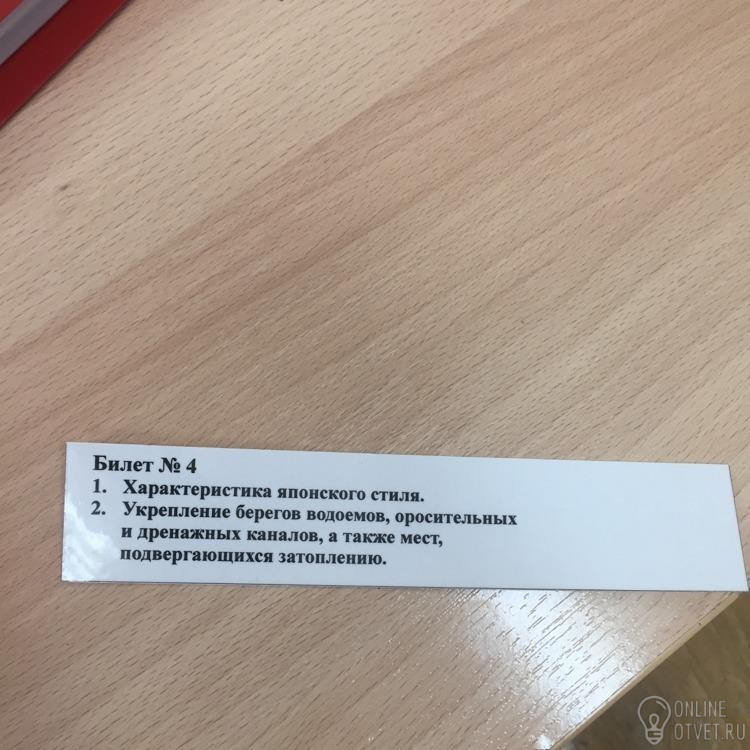 Билет № 4
1. Характеристика японского стиля.
2. Укрепление берегов водоемов, оросительных
и дренажных каналов, а также мест,
подвергающихся затоплению.
ONLINE
OTVET.RU